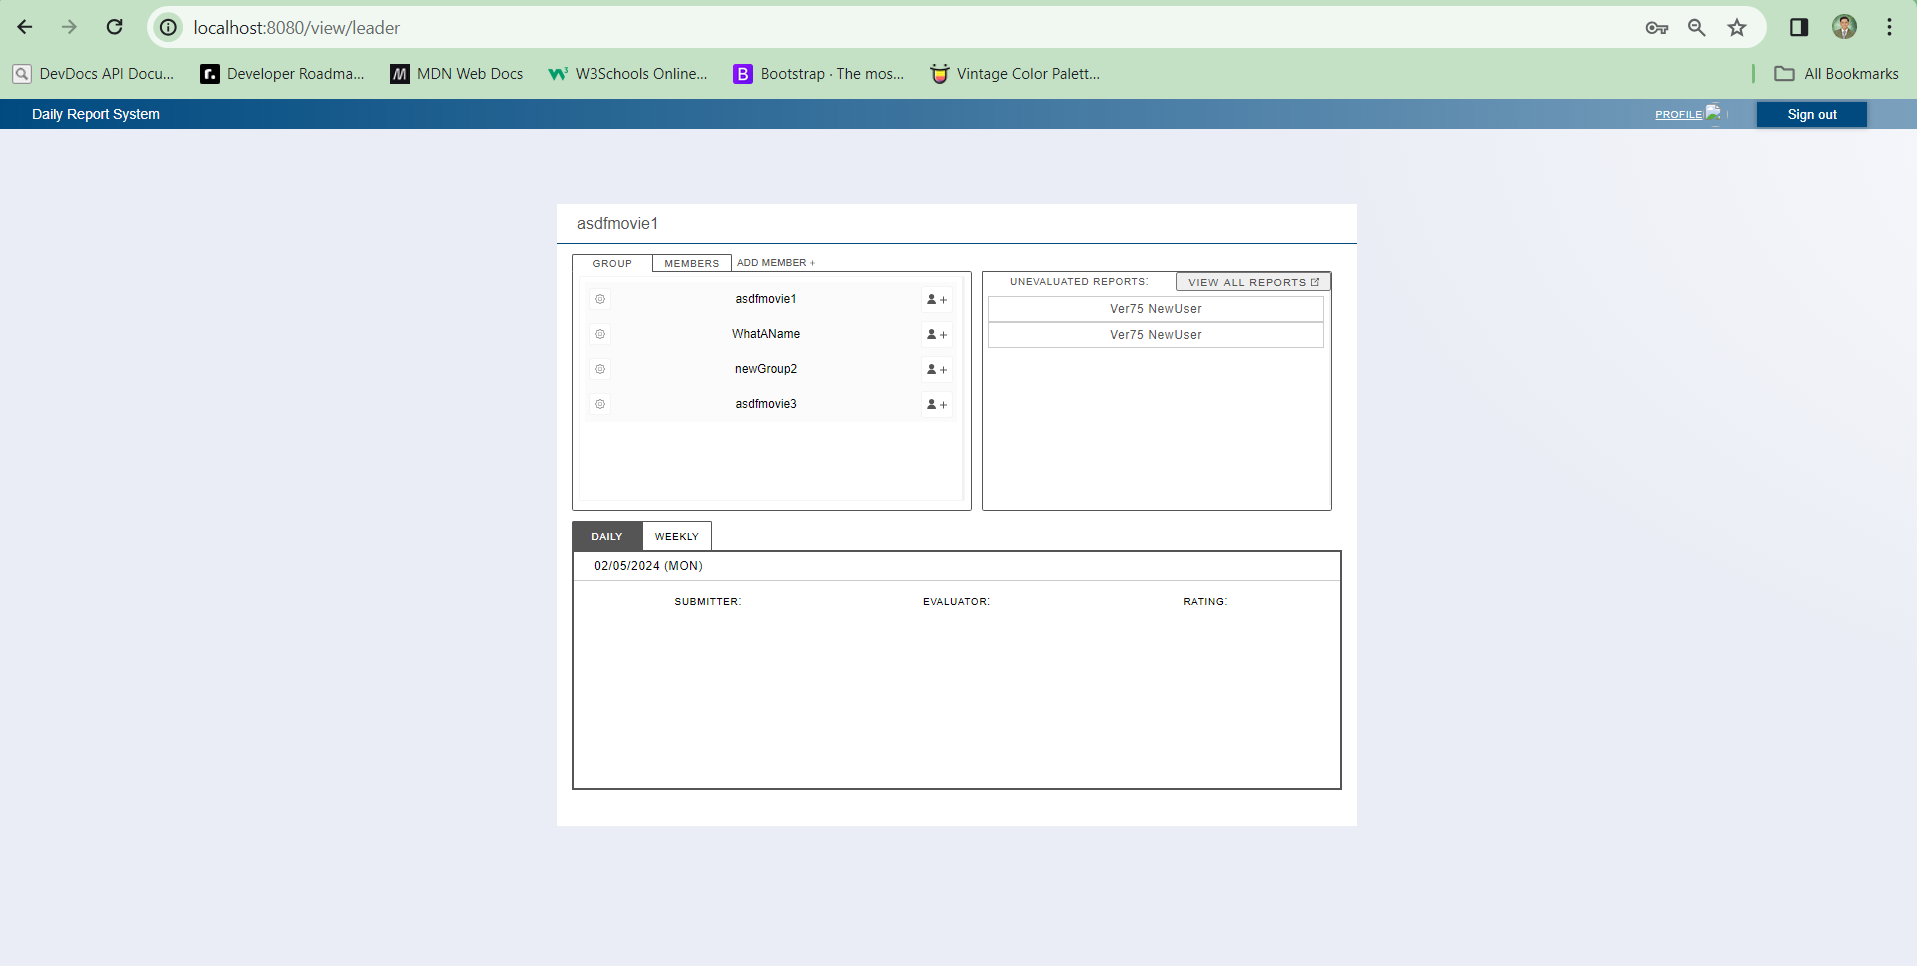 localhost:8080/view/leader
DevDocs API Docu... Developer Roadma... MDN Web Docs W3Schools Online... Bootstrap · The mos... Vintage Color Palett... All Bookmarks
Daily Report System PROFILE Sign out
asdfmovie1
GROUP MEMBERS ADD MEMBER +
UNEVALUATED REPORTS: VIEW ALL REPORTS
asdfmovie1
WhatAName
newGroup2
asdfmovie3
Ver75 NewUser
Ver75 NewUser
DAILY WEEKLY
02/05/2024 (MON)
SUBMITTER: EVALUATOR: RATING: